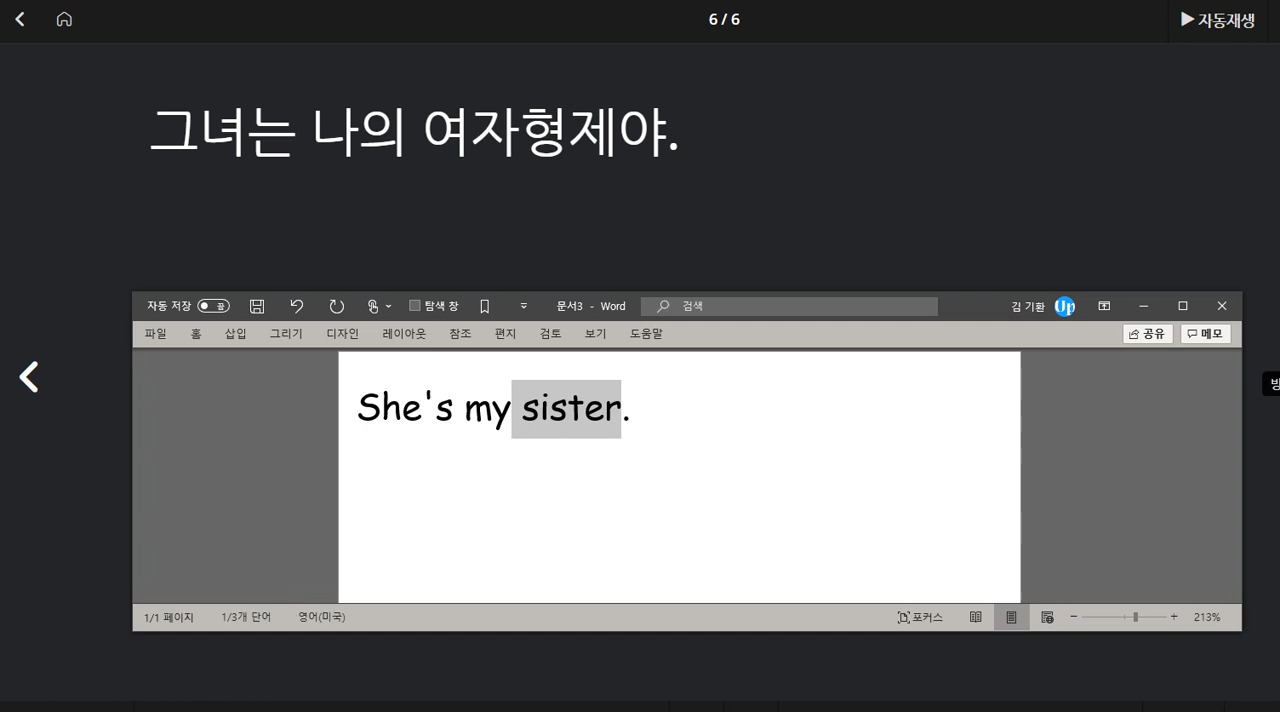 6 / 6
▶ 자동재생
그녀는 나의 여자형제야.
자동 저장 끔 탐색 창 문서3 - Word 검색 김 기환 Up
파일 홈 삽입 그리기 디자인 레이아웃 참조 편지 검토 보기 도움말 공유 메모
She's my sister.
1/1 페이지 1/3개 단어 영어(미국) 포커스 213%